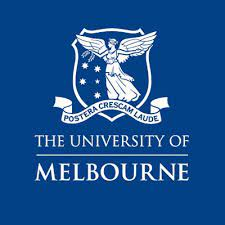 POSTERA CRESCAM LAUDE
THE UNIVERSITY OF
MELBOURNE